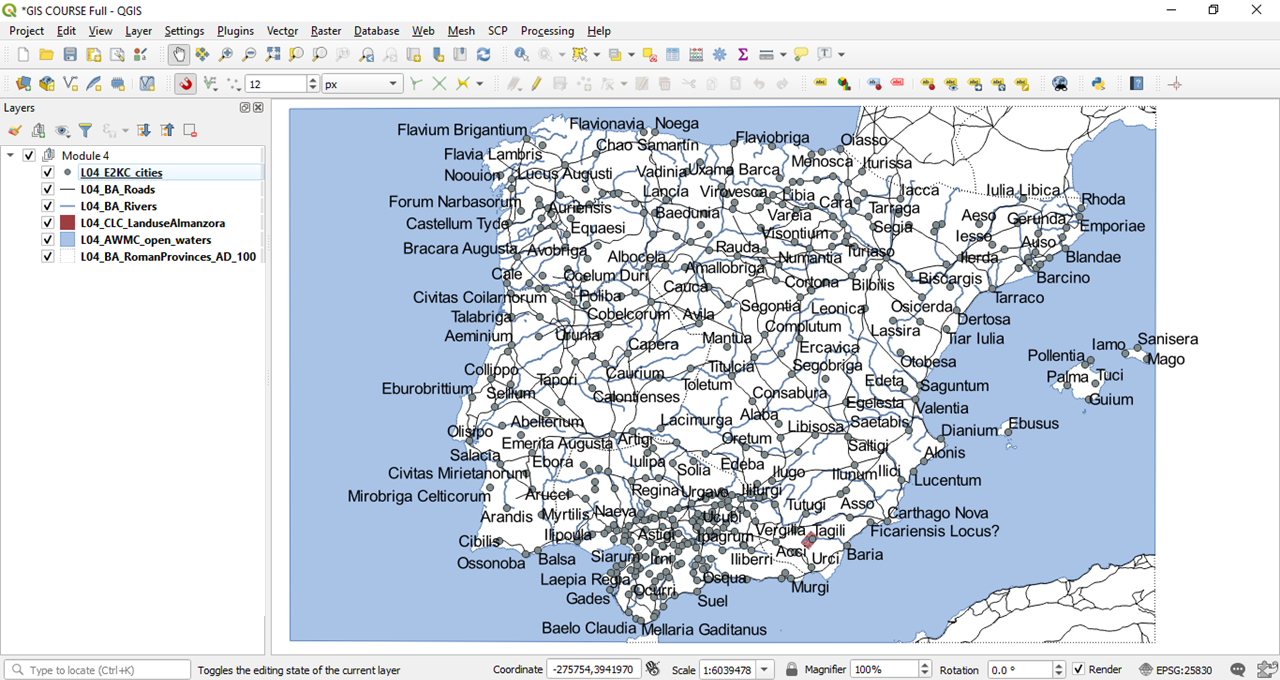 *GIS COURSE Full - QGIS
Project Edit View Layer Settings Plugins Vector Raster Database Web Mesh SCP Processing Help
12 px
Layers
Module 4
L04_E2KC_cities
L04_BA_Roads
L04_BA_Rivers
L04_CLC_LanduseAlmanzora
L04_AWMC_open_waters
L04_BA_RomanProvinces_AD_100
Flavium Brigantium Flavionavia Noega
Flaviobriga Oiasso
Flavia Lambris Chao Samartín Menosca Iturissa
Noouion Lucus Augusti Vadinia Uxama Barca
Forum Narbasorum Lancia Virovesca Libia Cara Iacca Iulia Libica Rhoda
Castellum Tyde Auriensis Baedunia Vareia Tarraga Aeso Gerunda Emporiae
Equaesi Visontium Segia Iesso Auso
Bracara Augusta Avobriga Albocela Rauda Numantia Turiaso Ilerda Blandae
Cale Ocelum Duri Amallobriga Cortona Bilbilis Biscargis Barcino
Civitas Coilarnorum Poliba Cauca Segontia Leonica Osicerda Tarraco
Talabriga Cobelcorum Avila Complutum Lassira Dertosa
Aeminium Urunia Capera Mantua Ercavica Tiar Iulia Iamo Sanisera
Collippo Tapori Caurium Titulcia Segobriga Otobesa Pollentia Mago
Eburobrittium Sellium Calontienses Toletum Consabura Edeta Saguntum Palma Tuci
Egelesta Valentia Guium
Olisipo Abelterium Lacimurga Alaba Libisosa Saetabis Dianium Ebusus
Salacia Emerita Augusta Artigi Oretum Saltigi Alonis
Civitas Mirietanorum Ebora Iulipa Solia Edeba Ilugo Ilunum Ilici Lucentum
Mirobriga Celticorum Arucci Regina Urgavo Iliturgi Tutugi Asso
Arandis Myrtilis Naeva Ucubi Carthago Nova
Cibilis Ilipoula Astigi Ipagrum Vergilia Tagili Ficariensis Locus?
Ossonoba Balsa Siarum Irni Iliberri Acci Urci Baria
Laepia Regia Ocurri Osqua Murgi
Gades Suel
Baelo Claudia Mellaria Gaditanus
Type to locate (Ctrl+K) Toggles the editing state of the current layer Coordinate -275754,3941970 Scale 1:6039478 Magnifier 100% Rotation 0.0 ° Render EPSG:25830